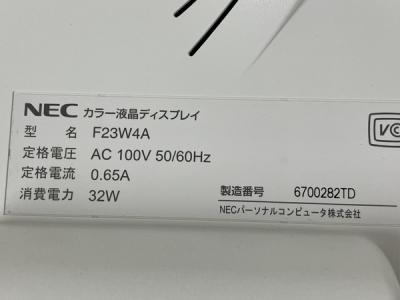 NEC カラー液晶ディスプレイ
型 名 F23W4A
定格電圧 AC 100V 50/60Hz
定格電流 0.65A
消費電力 32W
製造番号 6700282TD
NECパーソナルコンピュータ株式会社